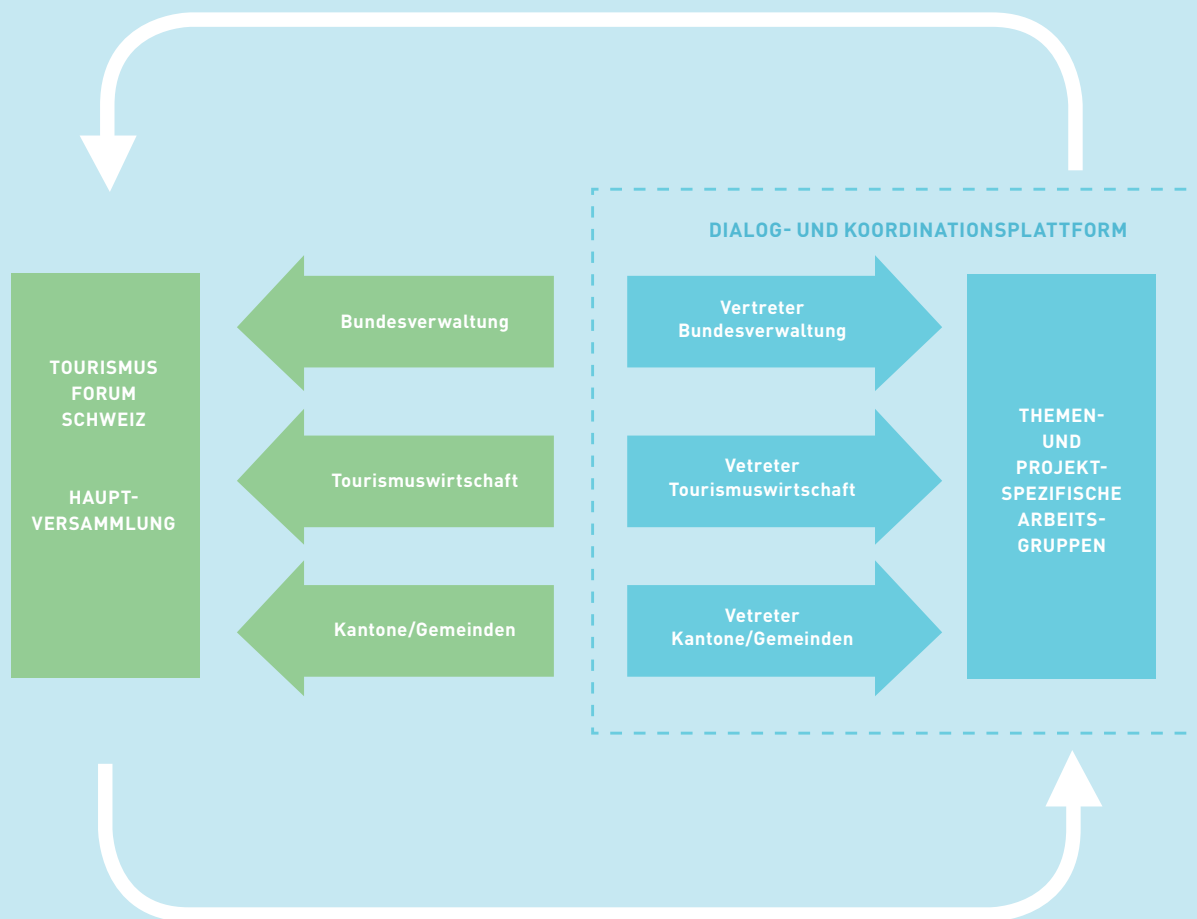 DIALOG- UND KOORDINATIONSPLATTFORM
TOURISMUS
FORUM
SCHWEIZ
HAUPT-
VERSAMMLUNG
Bundesverwaltung
Tourismuswirtschaft
Kantone/Gemeinden
Vertreter
Bundesverwaltung
Vetreter
Tourismuswirtschaft
Vetreter
Kantone/Gemeinden
THEMEN-
UND
PROJEKT-
SPEZIFISCHE
ARBEITS-
GRUPPEN